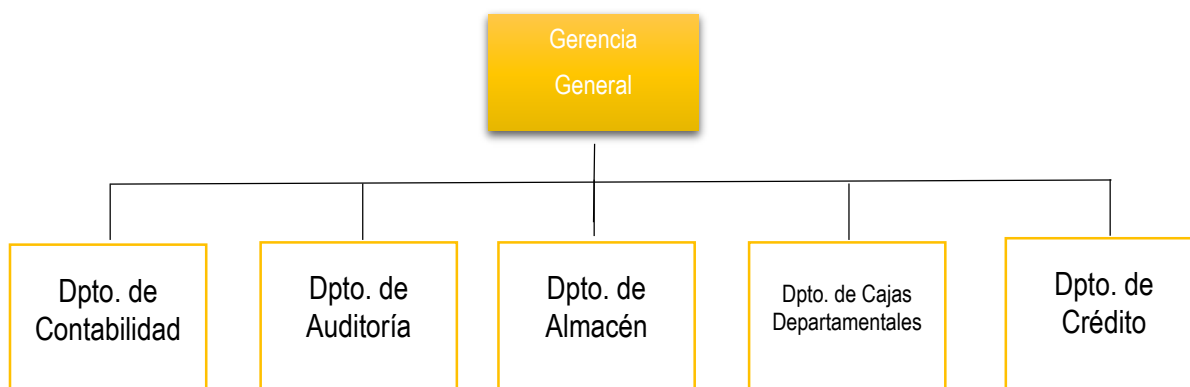 Gerencia
General
Dpto. de
Contabilidad
Dpto. de
Auditoría
Dpto. de
Almacén
Dpto. de Cajas
Departamentales
Dpto. de
Crédito